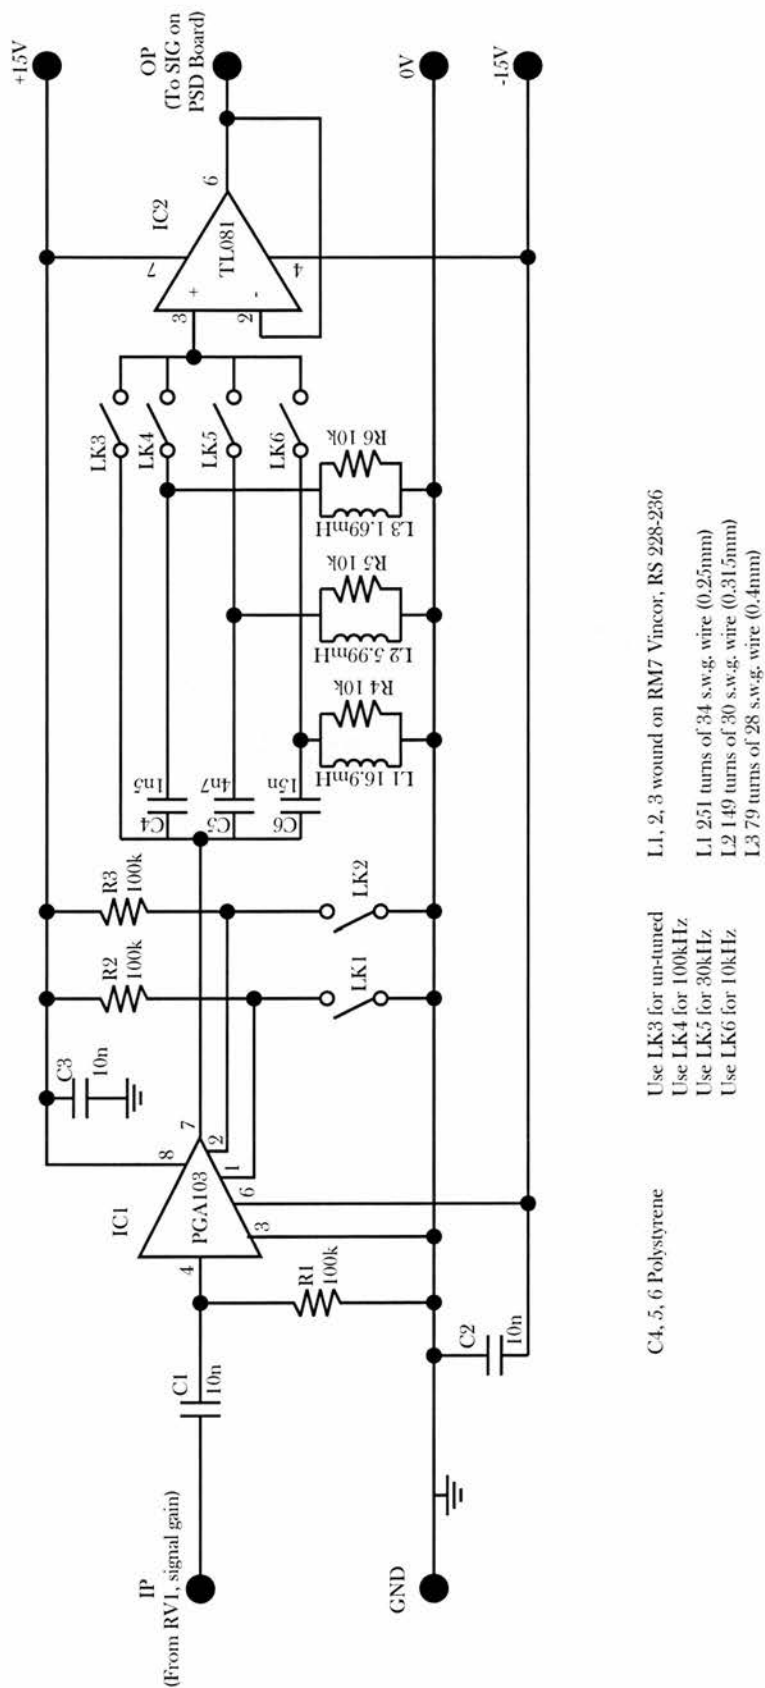 +15V
OP
(To SIG on
PSD Board)
0V
-15V
IC2
TL081
7
6
3
+
2
-
4
LK3
LK4
LK5
LK6
C4
1n5
C5
4n7
C6
15n
L3 1.69mH
R6 10k
L2 5.99mH
R5 10k
L1 16.9mH
R4 10k
R3
100k
R2
100k
LK2
LK1
C3
10n
IC1
PGA103
8
7
2
1
6
3
4
R1
100k
C1
10n
C2
10n
IP
(From RV1, signal gain)
GND
C4, 5, 6 Polystyrene
Use LK3 for un-tuned
Use LK4 for 100kHz
Use LK5 for 30kHz
Use LK6 for 10kHz
L1, 2, 3 wound on RM7 Vincor, RS 228-236
L1 251 turns of 34 s.w.g. wire (0.25mm)
L2 149 turns of 30 s.w.g. wire (0.315mm)
L3 79 turns of 28 s.w.g. wire (0.4mm)